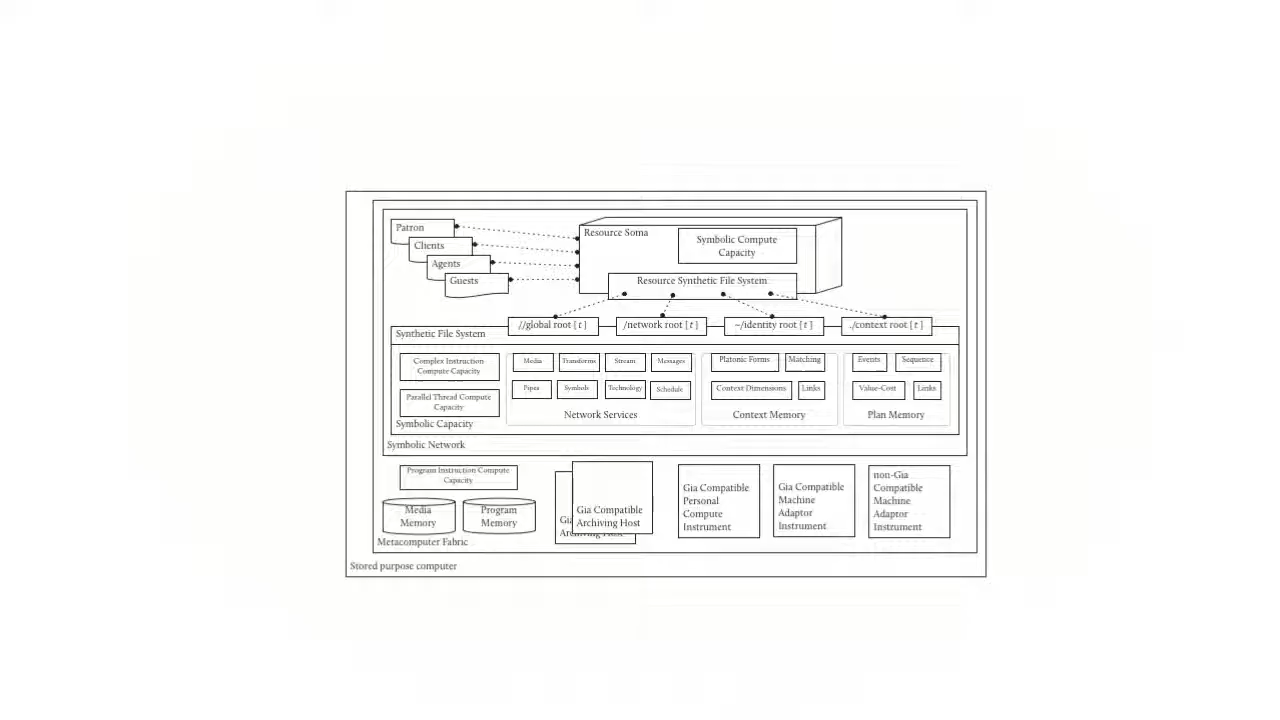 Patron
Clients
Agents
Guests
Resource Soma
Symbolic Compute
Capacity
Resource Synthetic File System
//global root [t]
/network root [t]
~/identity root [t]
./context root [t]
Synthetic File System
Complex Instruction
Compute Capacity
Parallel Thread Compute
Capacity
Symbolic Capacity
Media
Transforms
Stream
Messages
Pipes
Symbols
Technology
Schedule
Network Services
Platonic Forms
Matching
Context Dimensions
Links
Context Memory
Events
Sequence
Value-Cost
Links
Plan Memory
Symbolic Network
Program Instruction Compute
Capacity
Media
Memory
Program
Memory
Metacomputer Fabric
Gia Compatible
Archiving Host
Gia
Archiving Host
Gia Compatible
Personal
Compute
Instrument
Gia Compatible
Machine
Adaptor
Instrument
non-Gia
Compatible
Machine
Adaptor
Instrument
Stored purpose computer